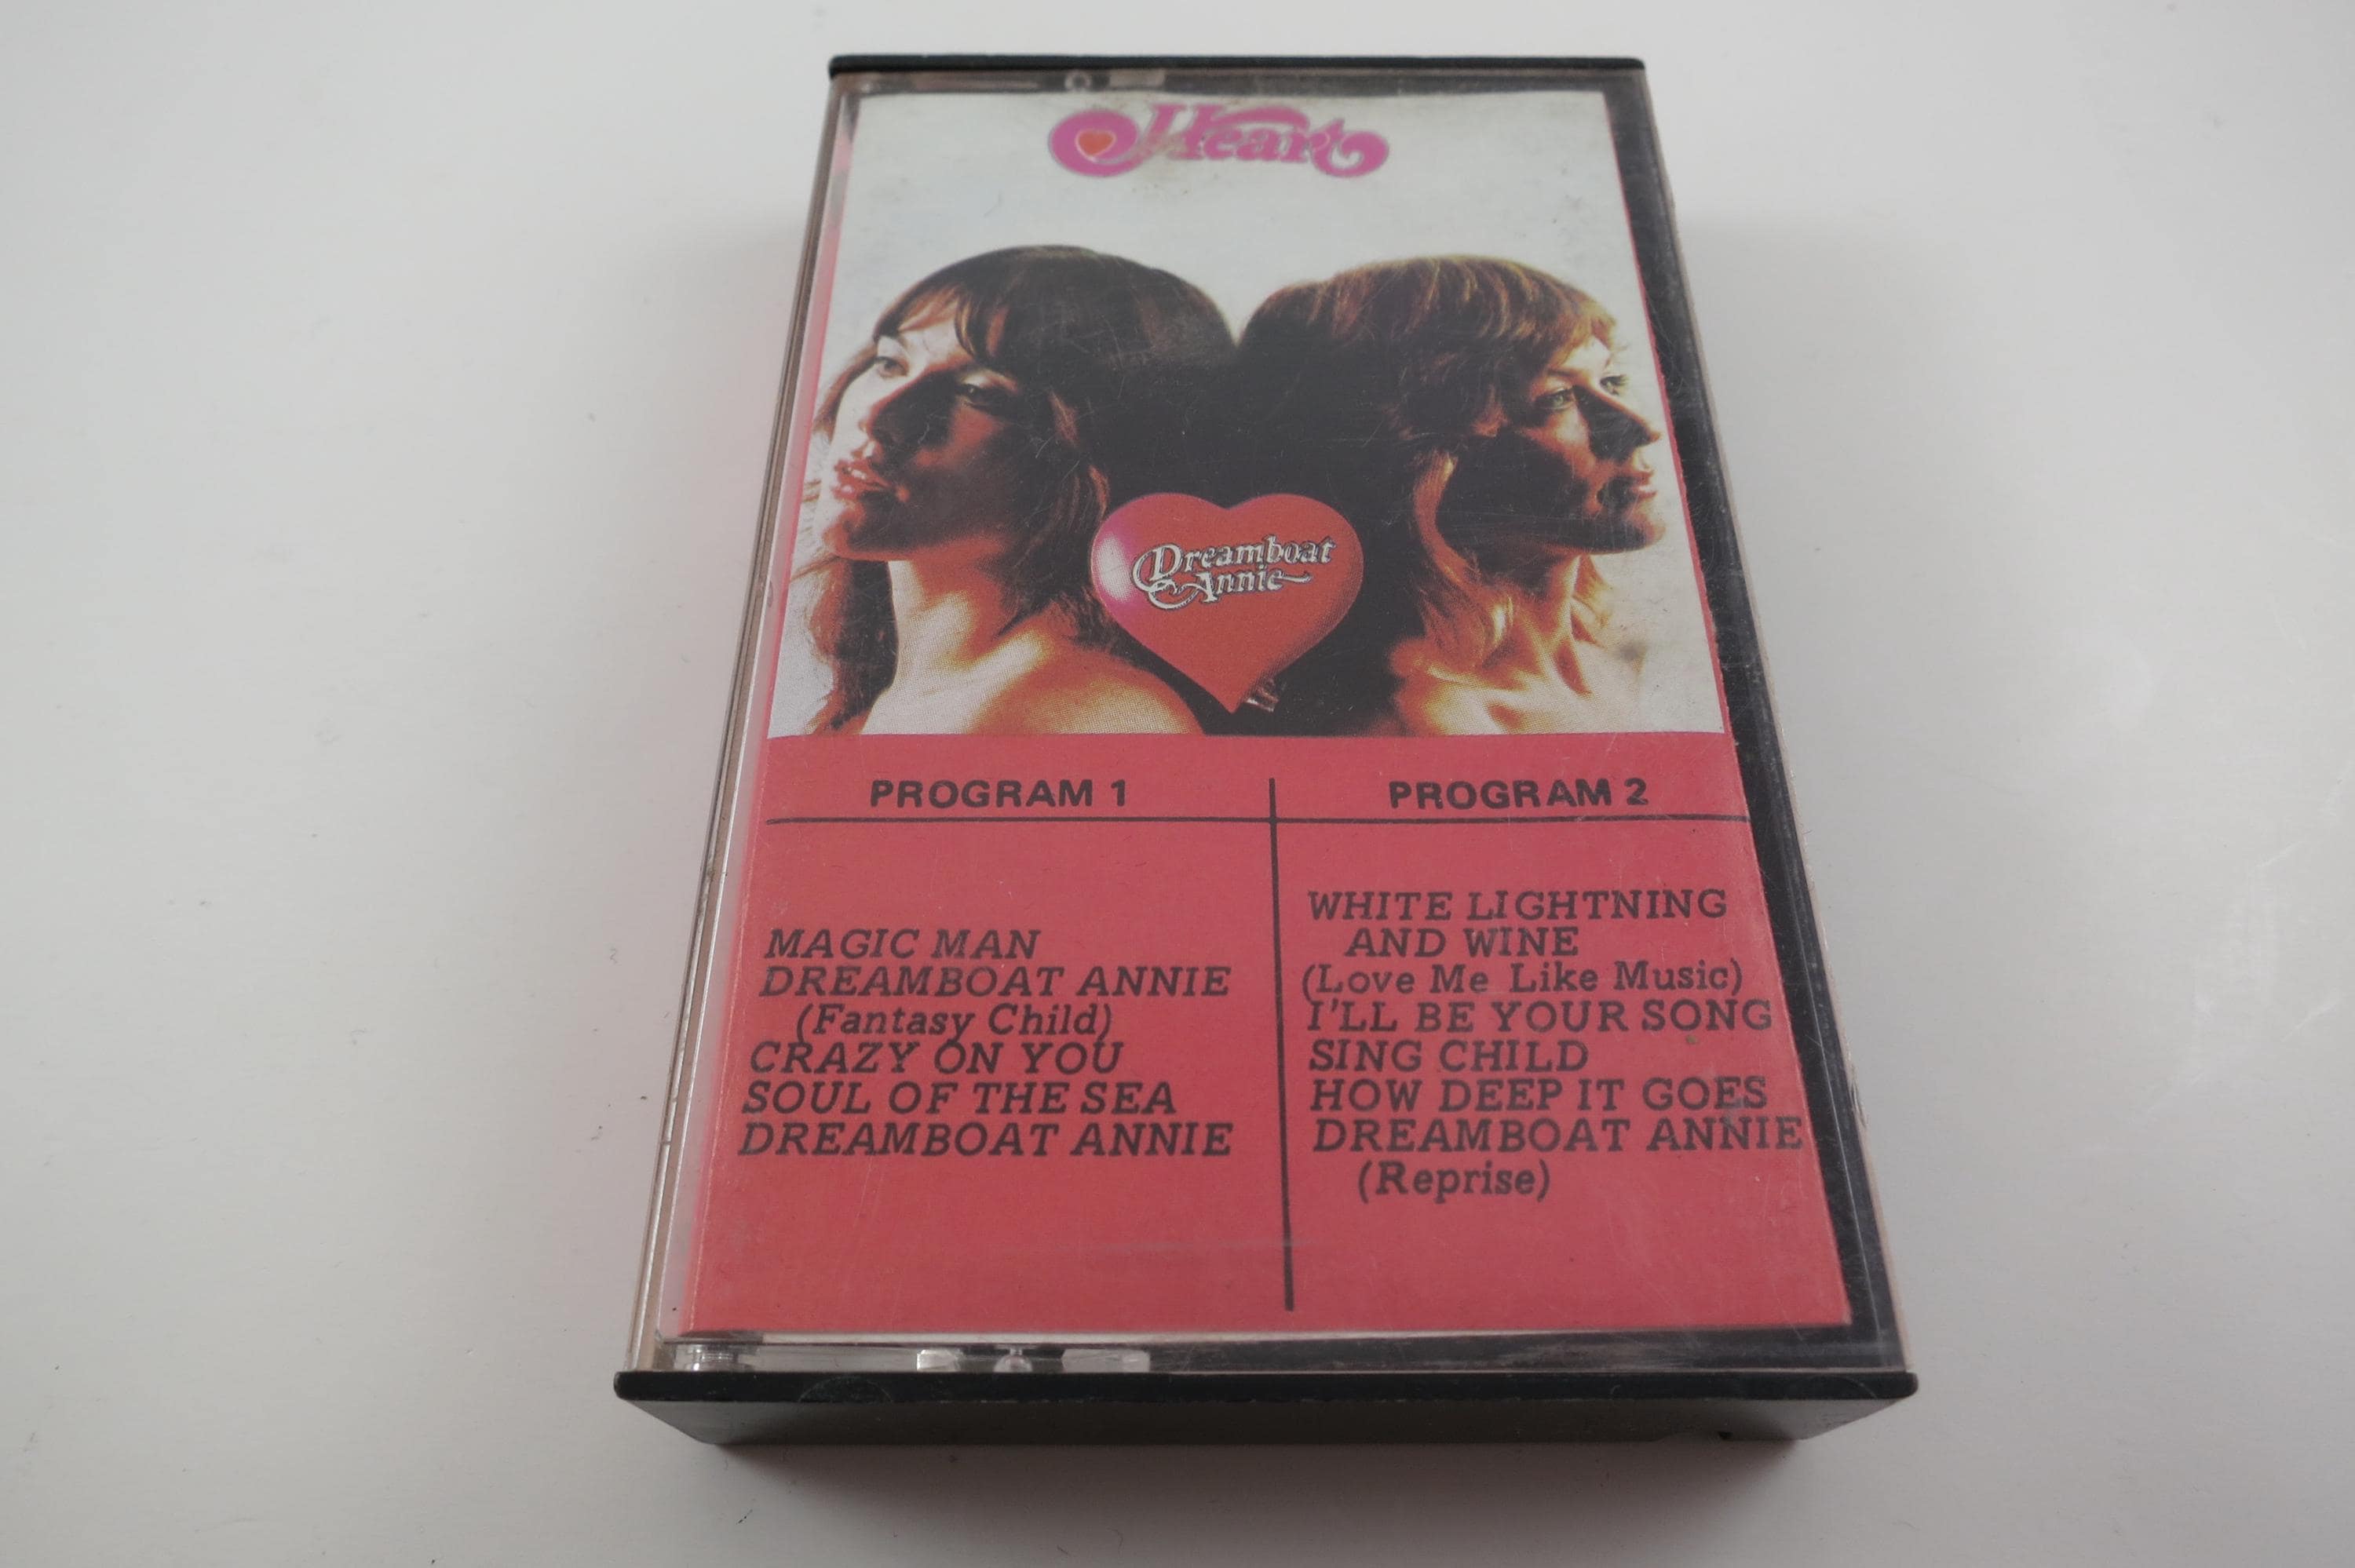 Heart
Dreamboat
Annie
PROGRAM 1
MAGIC MAN
DREAMBOAT ANNIE
(Fantasy Child)
CRAZY ON YOU
SOUL OF THE SEA
DREAMBOAT ANNIE
PROGRAM 2
WHITE LIGHTNING
AND WINE
(Love Me Like Music)
I'LL BE YOUR SONG
SING CHILD
HOW DEEP IT GOES
DREAMBOAT ANNIE
(Reprise)